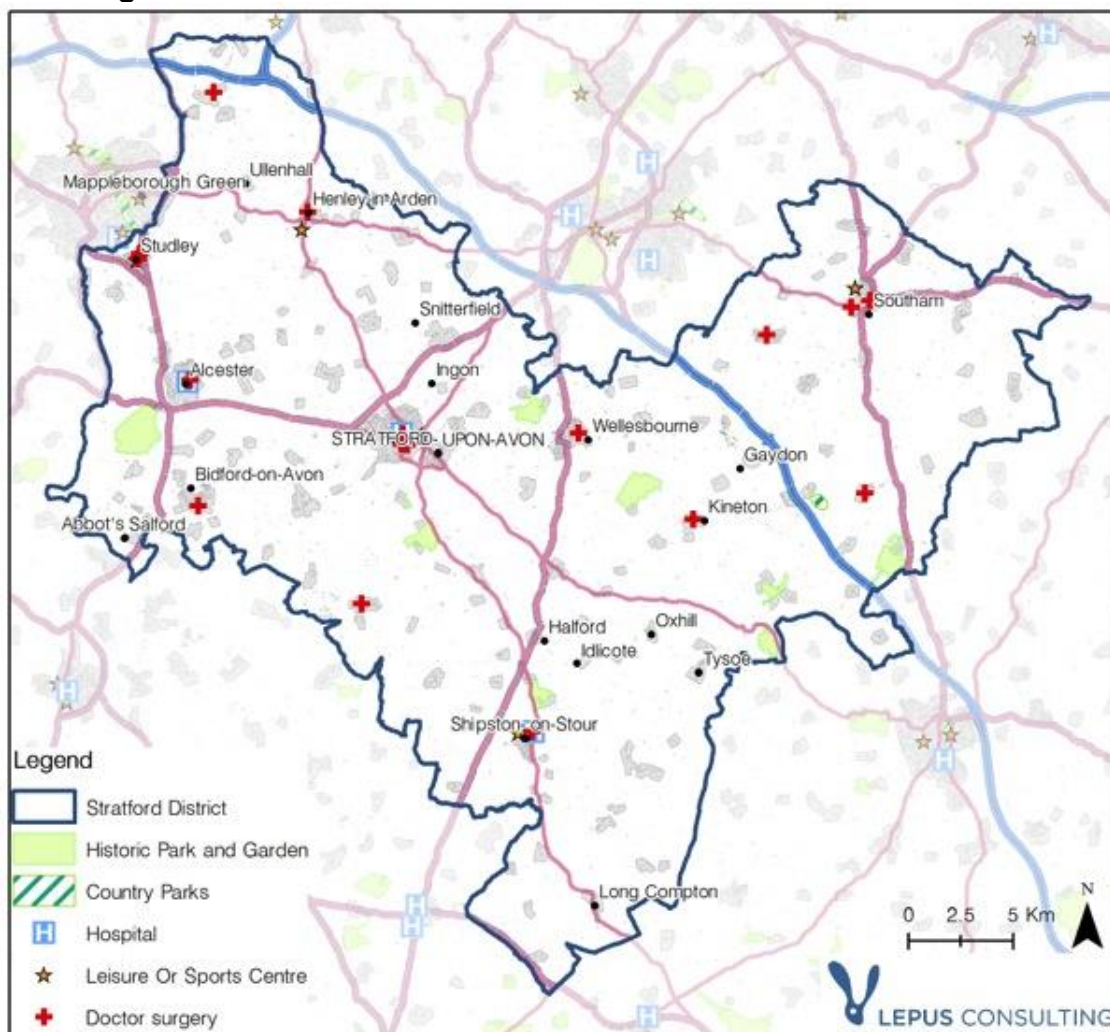 Ullenhall
Mappleborough Green
Henley-in-Arden
Studley
Snitterfield
Southam
Alcester
Ingon
STRATFORD-UPON-AVON
Wellesbourne
Gaydon
Bidford-on-Avon
Kineton
Abbot's Salford
Halford
Oxhill
Idlicote
Tysoe
Shipston-on-Stour
Legend
Stratford District
Historic Park and Garden
Country Parks
H Hospital
Leisure Or Sports Centre
Doctor surgery
Long Compton
N
0 2.5 5 Km
LEPUS CONSULTING